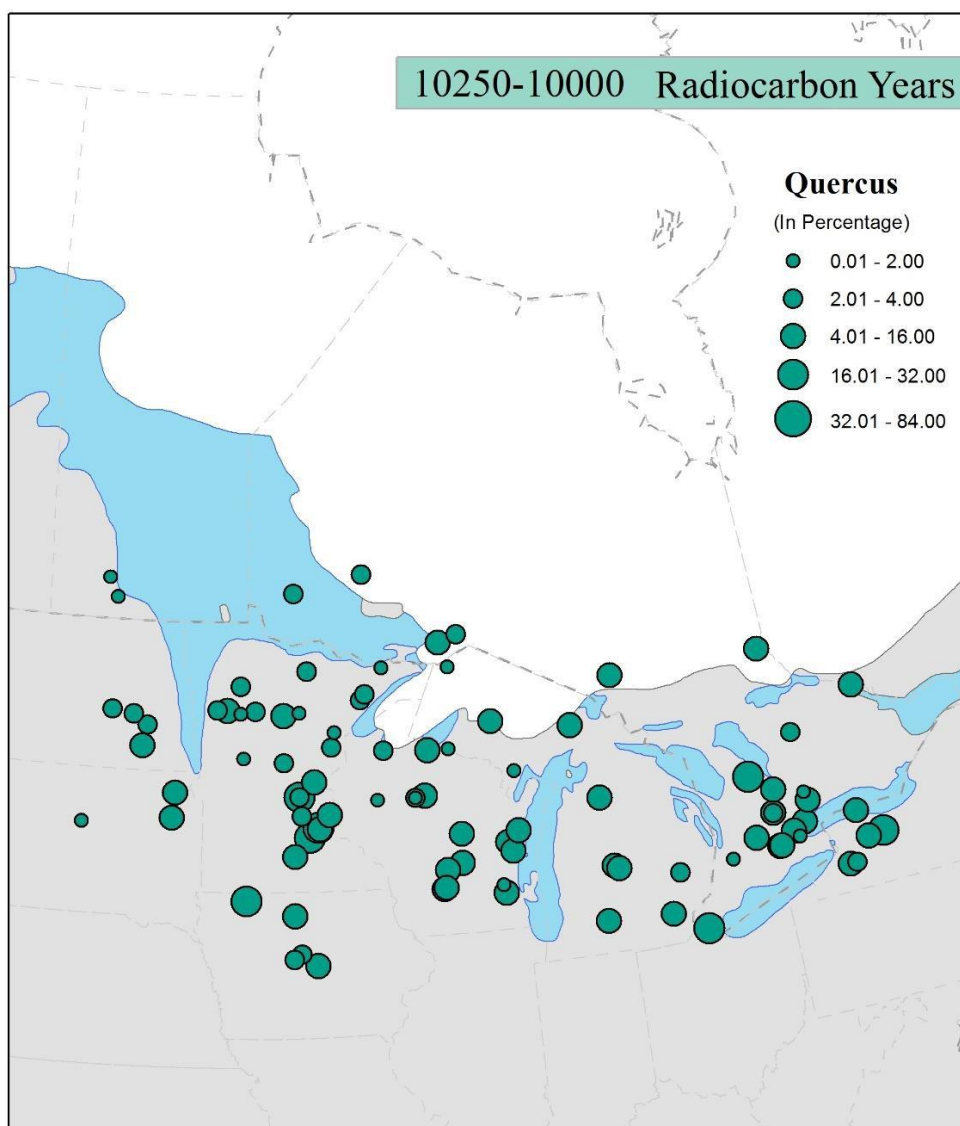 10250-10000 Radiocarbon Years
Quercus
(In Percentage)
0.01 - 2.00
2.01 - 4.00
4.01 - 16.00
16.01 - 32.00
32.01 - 84.00